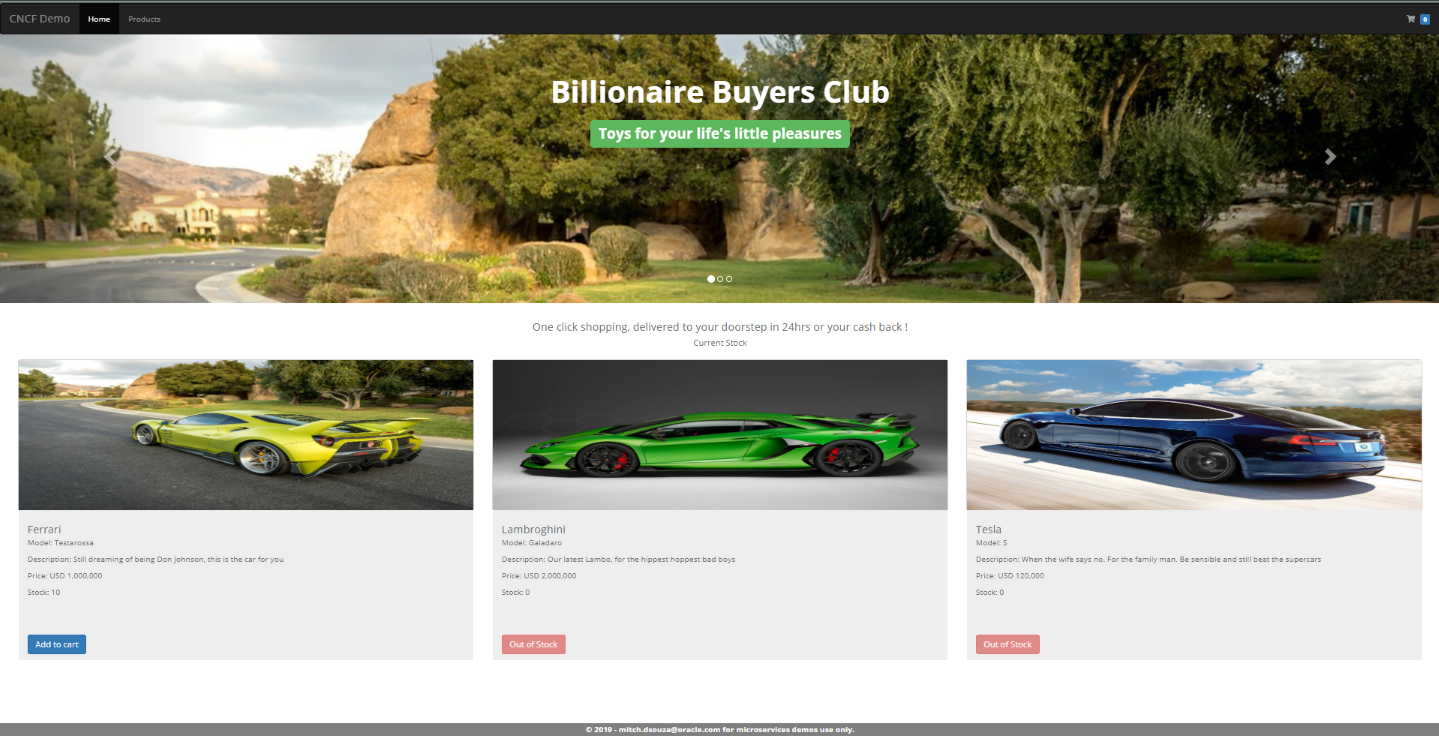 CNCF Demo Home Products 0
Billionaire Buyers Club
Toys for your life's little pleasures
One click shopping, delivered to your doorstep in 24hrs or your cash back !
Current Stock
Ferrari
Model: Testarossa
Description: Still dreaming of being Don Johnson, this is the car for you
Price: USD 1,000,000
Stock: 10
Add to cart
Lambroghini
Model: Galadaro
Description: Our latest Lambo, for the hippest hoppest bad boys
Price: USD 2,000,000
Stock: 0
Out of Stock
Tesla
Model: S
Description: When the wife says no. For the family man. Be sensible and still beat the supercars
Price: USD 120,000
Stock: 0
Out of Stock
© 2019 - mitch.dsouza@oracle.com for microservices demos use only.